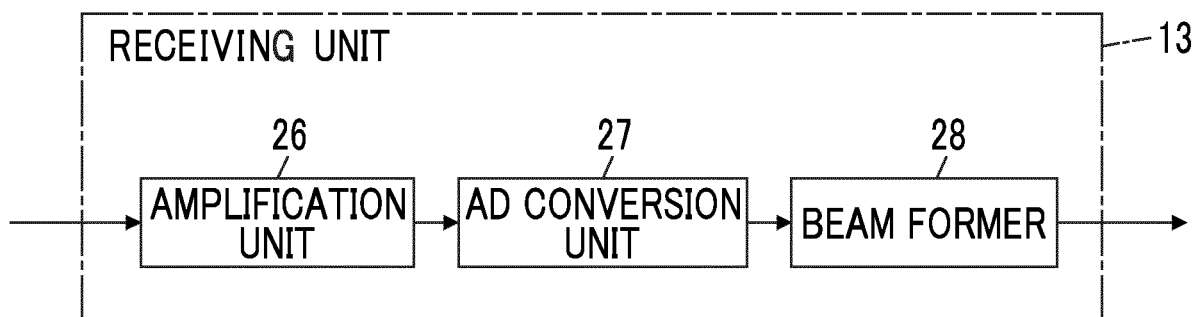 RECEIVING UNIT
13
26
27
28
AMPLIFICATION
UNIT
AD CONVERSION
UNIT
BEAM FORMER